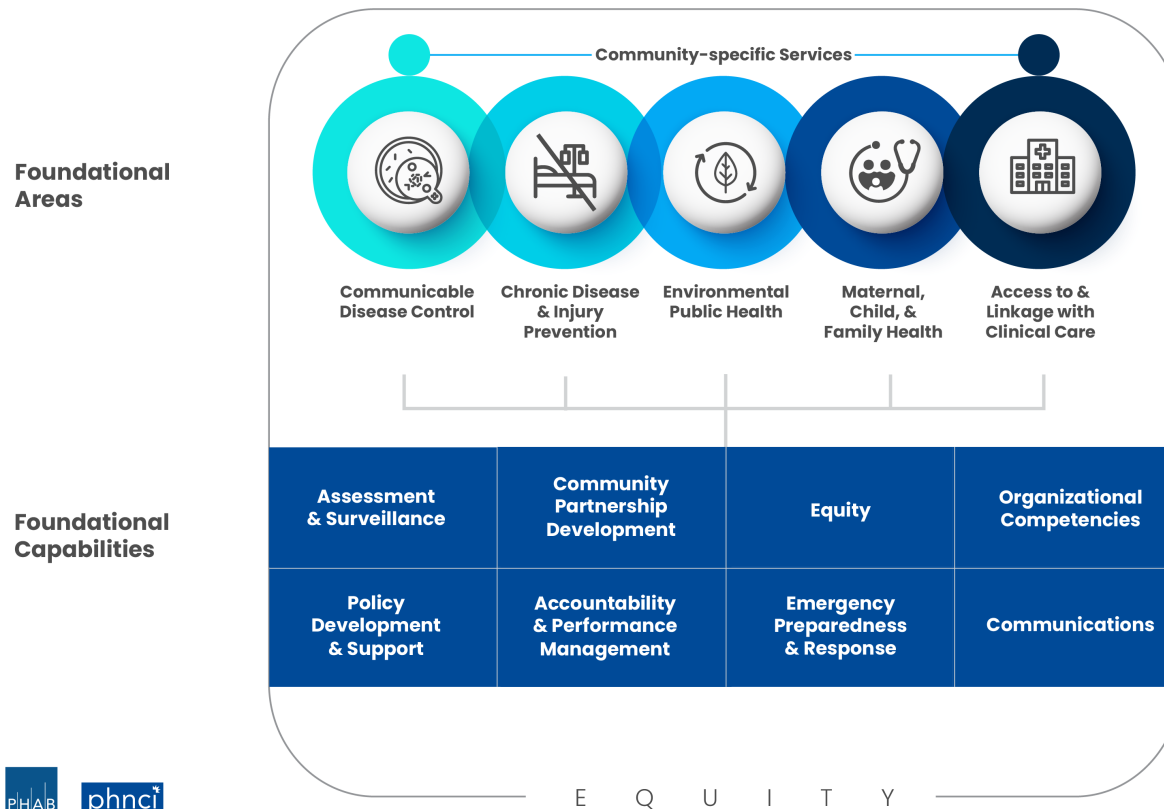 Community-specific Services
Foundational
Areas
Communicable
Disease Control
Chronic Disease
& Injury
Prevention
Environmental
Public Health
Maternal,
Child, &
Family Health
Access to &
Linkage with
Clinical Care
Foundational
Capabilities
Assessment
& Surveillance
Community
Partnership
Development
Equity
Organizational
Competencies
Policy
Development
& Support
Accountability
& Performance
Management
Emergency
Preparedness
& Response
Communications
PHAB
phnci
E Q U I T Y